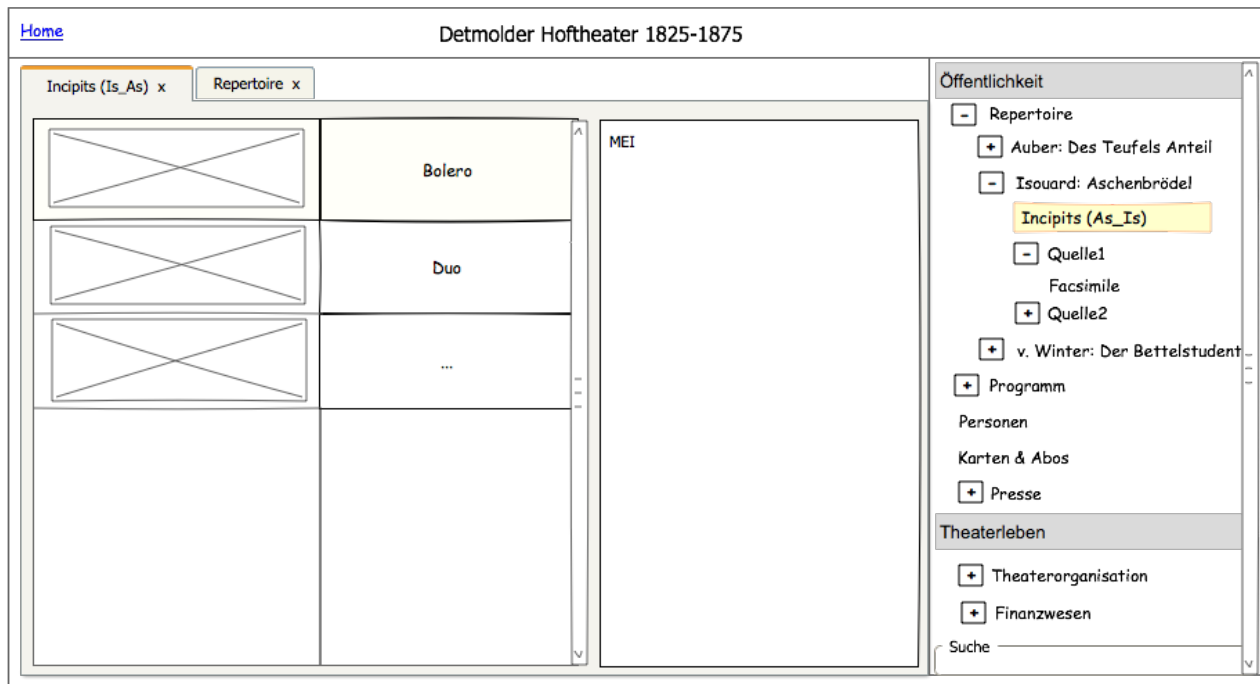 Home
Detmolder Hoftheater 1825-1875
Incipits (Is_As) x
Repertoire x
Bolero
Duo
...
MEI
Öffentlichkeit
- Repertoire
+ Auber: Des Teufels Anteil
- Isouard: Aschenbrödel
Incipits (As_Is)
- Quelle1
Facsimile
+ Quelle2
+ v. Winter: Der Bettelstudent
+ Programm
Personen
Karten & Abos
+ Presse
Theaterleben
+ Theaterorganisation
+ Finanzwesen
Suche